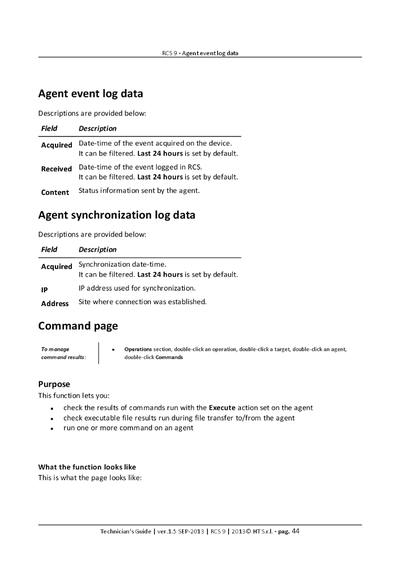 RCS 9 - Agent event log data
Agent event log data
Descriptions are provided below:
Field Description
Acquired Date-time of the event acquired on the device.
It can be filtered. Last 24 hours is set by default.
Received Date-time of the event logged in RCS.
It can be filtered. Last 24 hours is set by default.
Content Status information sent by the agent.
Agent synchronization log data
Descriptions are provided below:
Field Description
Acquired Synchronization date-time.
It can be filtered. Last 24 hours is set by default.
IP IP address used for synchronization.
Address Site where connection was established.
Command page
To manage command results:
• Operations section, double-click an operation, double-click a target, double-click an agent,
double-click Commands
Purpose
This function lets you:
• check the results of commands run with the Execute action set on the agent
• check executable file results run during file transfer to/from the agent
• run one or more command on an agent
What the function looks like
This is what the page looks like:
Technician's Guide | ver.1.5 SEP-2013 | RCS 9 | 2013© HT S.r.l. - pag. 44